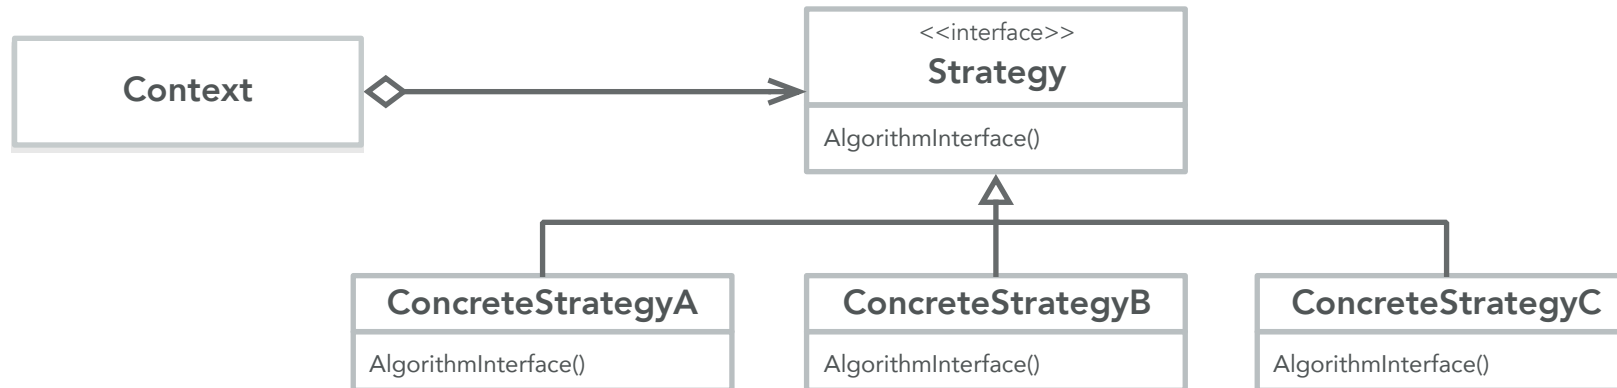 Context
<<interface>>
Strategy
AlgorithmInterface()
ConcreteStrategyA
AlgorithmInterface()
ConcreteStrategyB
AlgorithmInterface()
ConcreteStrategyC
AlgorithmInterface()